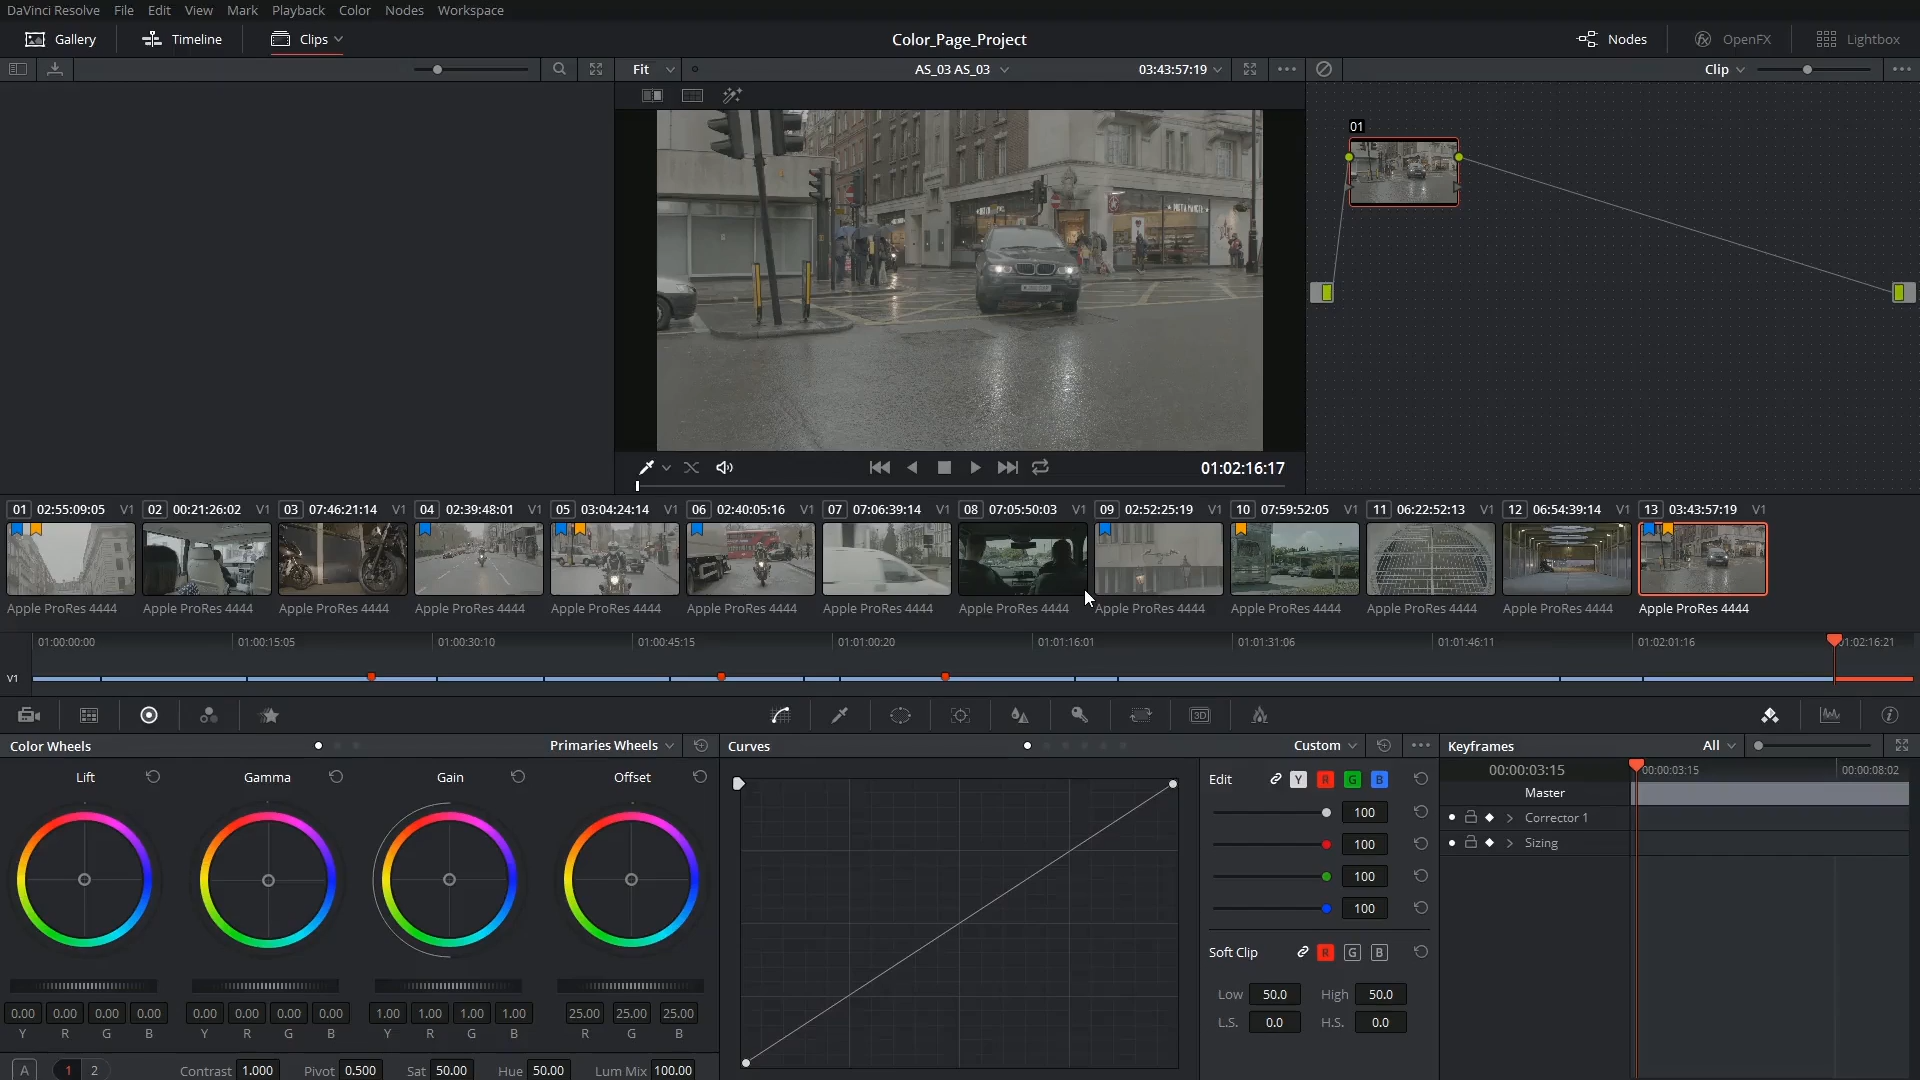 DaVinci Resolve File Edit View Mark Playback Color Nodes Workspace
Gallery Timeline Clips Color_Page_Project Nodes OpenFX Lightbox
Fit AS_03 AS_03 03:43:57:19 Clip
01
01:02:16:17
01 02:55:09:05 V1 02 00:21:26:02 V1 03 07:46:21:14 V1 04 02:39:48:01 V1 05 03:04:24:14 V1 06 02:40:05:16 V1 07 07:06:39:14 V1 08 07:05:50:03 V1 09 02:52:25:19 V1 10 07:59:52:05 V1 11 06:22:52:13 V1 12 06:54:39:14 V1 13 03:43:57:19 V1
Apple ProRes 4444 Apple ProRes 4444 Apple ProRes 4444 Apple ProRes 4444 Apple ProRes 4444 Apple ProRes 4444 Apple ProRes 4444 Apple ProRes 4444 Apple ProRes 4444 Apple ProRes 4444 Apple ProRes 4444 Apple ProRes 4444 Apple ProRes 4444
01:00:00:00 01:00:15:05 01:00:30:10 01:00:45:15 01:01:00:20 01:01:16:01 01:01:31:06 01:01:46:11 01:02:01:16 01:02:16:21
V1
3D
Color Wheels Primaries Wheels Curves Custom Keyframes All
Lift Gamma Gain Offset Edit Y R G B 00:00:03:15 00:00:03:15 00:00:08:02
Master
100 Corrector 1
100 Sizing
100
100
Soft Clip R G B
Low 50.0 High 50.0
0.00 0.00 0.00 0.00 0.00 0.00 0.00 0.00 1.00 1.00 1.00 1.00 25.00 25.00 25.00 L.S. 0.0 H.S. 0.0
Y R G B Y R G B Y R G B R G B
A 1 2 Contrast 1.000 Pivot 0.500 Sat 50.00 Hue 50.00 Lum Mix 100.00